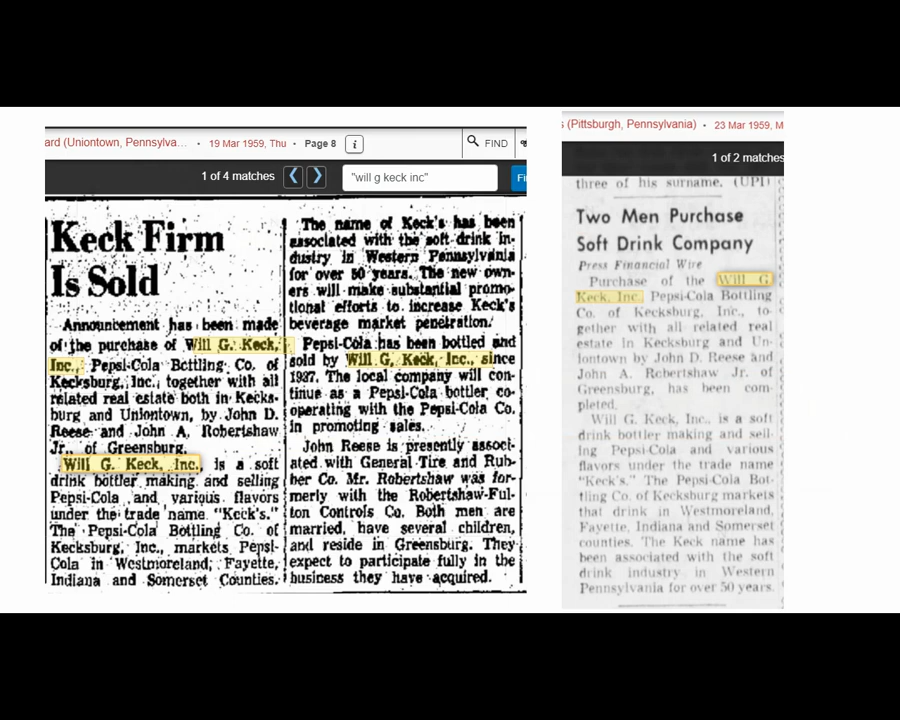 ard (Uniontown, Pennsylva... • 19 Mar 1959, Thu • Page 8 i FIND
1 of 4 matches "will g keck inc" Fi
Keck Firm
Is Sold
Announcement has been made
of the purchase of Will G. Keck,
Inc., Pepsi-Cola Bottling Co. of
Kecksburg, Inc., together with all
related real estate both in Kecks-
burg and Uniontown, by John D.
Reese and John A. Robertshaw
Jr., of Greensburg.
Will G. Keck, Inc., is a soft
drink bottler making and selling
Pepsi-Cola and various flavors
under the trade name "Keck's."
The Pepsi-Cola Bottling Co. of
Kecksburg, Inc., markets Pepsi-
Cola in Westmoreland, Fayette,
Indiana and Somerset Counties.
The name of Keck's has been
associated with the soft drink in-
dustry in Western Pennsylvania
for over 50 years. The new own-
ers will make substantial promo-
tional efforts to increase Keck's
beverage market penetration.
Pepsi-Cola has been bottled and
sold by Will G. Keck, Inc., since
1937. The local company will con-
tinue as a Pepsi-Cola bottler, co-
operating with the Pepsi-Cola Co.
in promoting sales.
John Reese is presently associ-
ated with General Tire and Rub-
ber Co. Mr. Robertshaw was for-
merly with the Robertshaw-Ful-
ton Controls Co. Both men are
married, have several children,
and reside in Greensburg. They
expect to participate fully in the
business they have acquired.
s (Pittsburgh, Pennsylvania) • 23 Mar 1959, M
1 of 2 matches
three of his surname. (UPI)
Two Men Purchase
Soft Drink Company
Press Financial Wire
Purchase of the Will G
Keck, Inc. Pepsi-Cola Bottling
Co. of Kecksburg, Inc., to-
gether with all related real
estate in Kecksburg and Un-
iontown by John D. Reese and
John A. Robertshaw Jr. of
Greensburg, has been com-
pleted.
Will G. Keck, Inc., is a soft
drink bottler making and sell-
ing Pepsi-Cola and various
flavors under the trade name
"Keck's." The Pepsi-Cola Bot-
tling Co. of Kecksburg markets
that drink in Westmoreland,
Fayette, Indiana and Somerset
counties. The Keck name has
been associated with the soft
drink industry in Western
Pennsylvania for over 50 years.